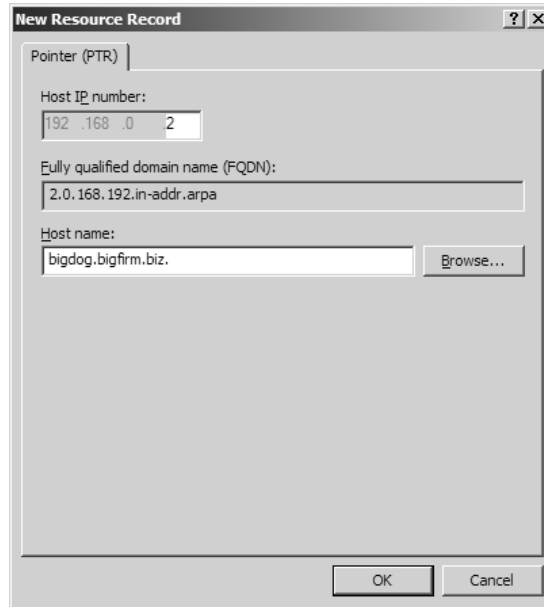 New Resource Record
? X
Pointer (PTR)
Host IP number:
192 .168 .0 .2
Fully qualified domain name (FQDN):
2.0.168.192.in-addr.arpa
Host name:
bigdog.bigfirm.biz.
Browse...
OK
Cancel